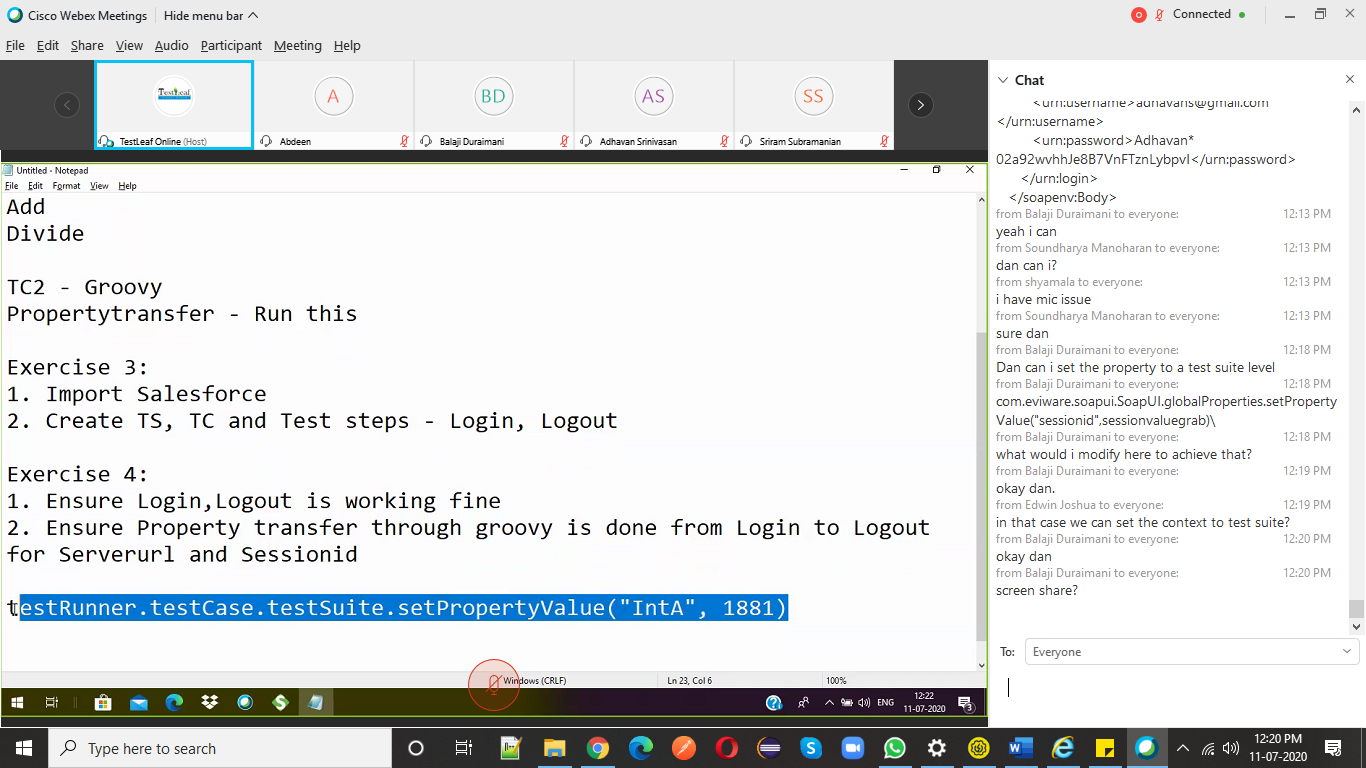 Cisco Webex Meetings
Hide menu bar
Connected
File Edit Share View Audio Participant Meeting Help
TestLeaf
A
BD
AS
SS
TestLeaf Online (Host)
Abdeen
Balaji Duraimani
Adhavan Srinivasan
Sriram Subramanian
Untitled - Notepad
File Edit Format View Help
Add
Divide
TC2 - Groovy
Propertytransfer - Run this
Exercise 3:
1. Import Salesforce
2. Create TS, TC and Test steps - Login, Logout
Exercise 4:
1. Ensure Login,Logout is working fine
2. Ensure Property transfer through groovy is done from Login to Logout
for Serverurl and Sessionid
testRunner.testCase.testSuite.setPropertyValue("IntA", 1881)
Windows (CRLF)
Ln 23, Col 6
100%
ENG
12:22
11-07-2020
3
Chat
<urn:username>adhavans@gmail.com
</urn:username>
<urn:password>Adhavan*
02a92wvhhJe8B7VnFTznLybpvI</urn:password>
</urn:login>
</soapenv:Body>
from Balaji Duraimani to everyone: 12:13 PM
yeah i can
from Soundharya Manoharan to everyone: 12:13 PM
dan can i?
from shyamala to everyone: 12:13 PM
i have mic issue
from Soundharya Manoharan to everyone: 12:13 PM
sure dan
from Balaji Duraimani to everyone: 12:18 PM
Dan can i set the property to a test suite level
from Balaji Duraimani to everyone: 12:18 PM
com.eviware.soapui.SoapUI.globalProperties.setProperty
Value("sessionid",sessionvaluegrab)\
from Balaji Duraimani to everyone: 12:18 PM
what would i modify here to achieve that?
from Balaji Duraimani to everyone: 12:19 PM
okay dan.
from Edwin Joshua to everyone: 12:19 PM
in that case we can set the context to test suite?
from Balaji Duraimani to everyone: 12:20 PM
okay dan
from Balaji Duraimani to everyone: 12:20 PM
screen share?
To: Everyone
Type here to search
12:20 PM
11-07-2020